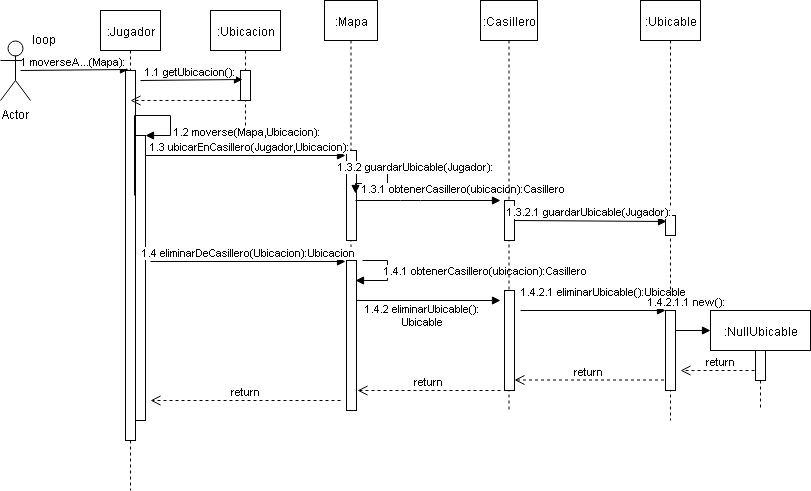 :Jugador
:Ubicacion
:Mapa
:Casillero
:Ubicable
loop
1 moverseA...(Mapa):
1.1 getUbicacion():
Actor
1.2 moverse(Mapa,Ubicacion):
1.3 ubicarEnCasillero(Jugador,Ubicacion):
1.3.2 guardarUbicable(Jugador):
1.3.1 obtenerCasillero(ubicacion):Casillero
1.3.2.1 guardarUbicable(Jugador):
1.4 eliminarDeCasillero(Ubicacion):Ubicacion
1.4.1 obtenerCasillero(ubicacion):Casillero
1.4.2.1 eliminarUbicable():Ubicable
1.4.2.1.1 new():
1.4.2 eliminarUbicable():
Ubicable
:NullUbicable
return
return
return
return